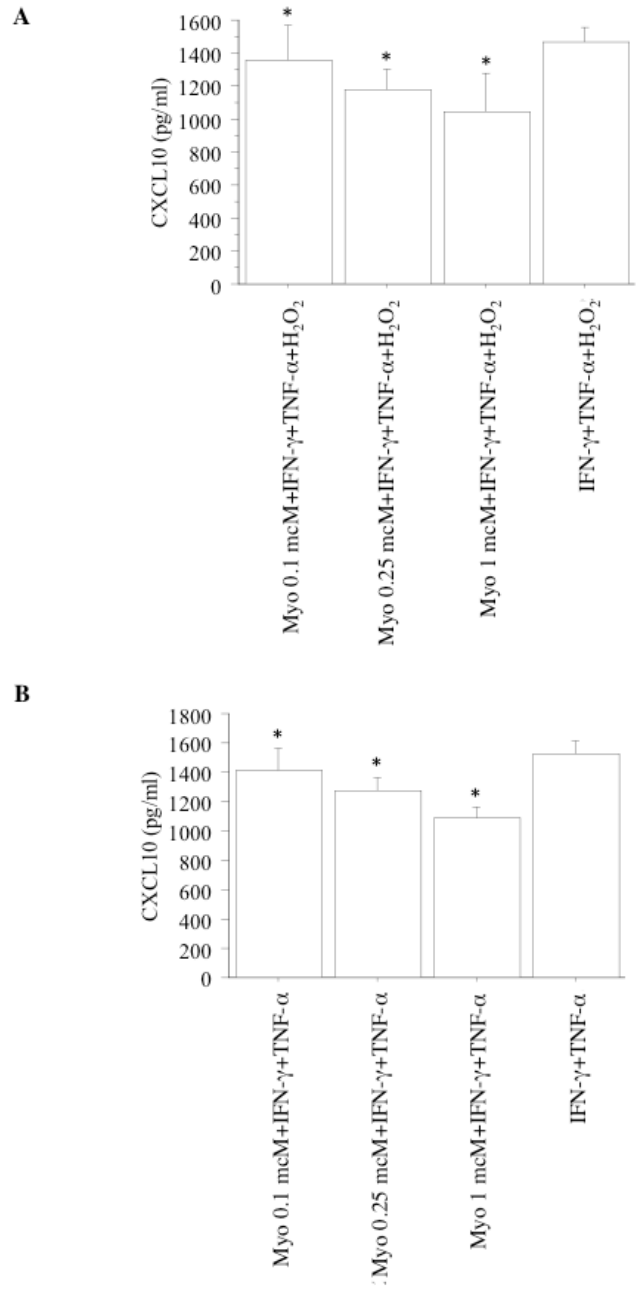 A
CXCL10 (pg/ml)
1600
1400
1200
1000
800
600
400
200
0
*
*
*
Myo 0.1 mcM+IFN-γ+TNF-α+H₂O₂
Myo 0.25 mcM+IFN-γ+TNF-α+H₂O₂
Myo 1 mcM+IFN-γ+TNF-α+H₂O₂
IFN-γ+TNF-α+H₂O₂
B
CXCL10 (pg/ml)
1800
1600
1400
1200
1000
800
600
400
200
0
*
*
*
Myo 0.1 mcM+IFN-γ+TNF-α
Myo 0.25 mcM+IFN-γ+TNF-α
Myo 1 mcM+IFN-γ+TNF-α
IFN-γ+TNF-α